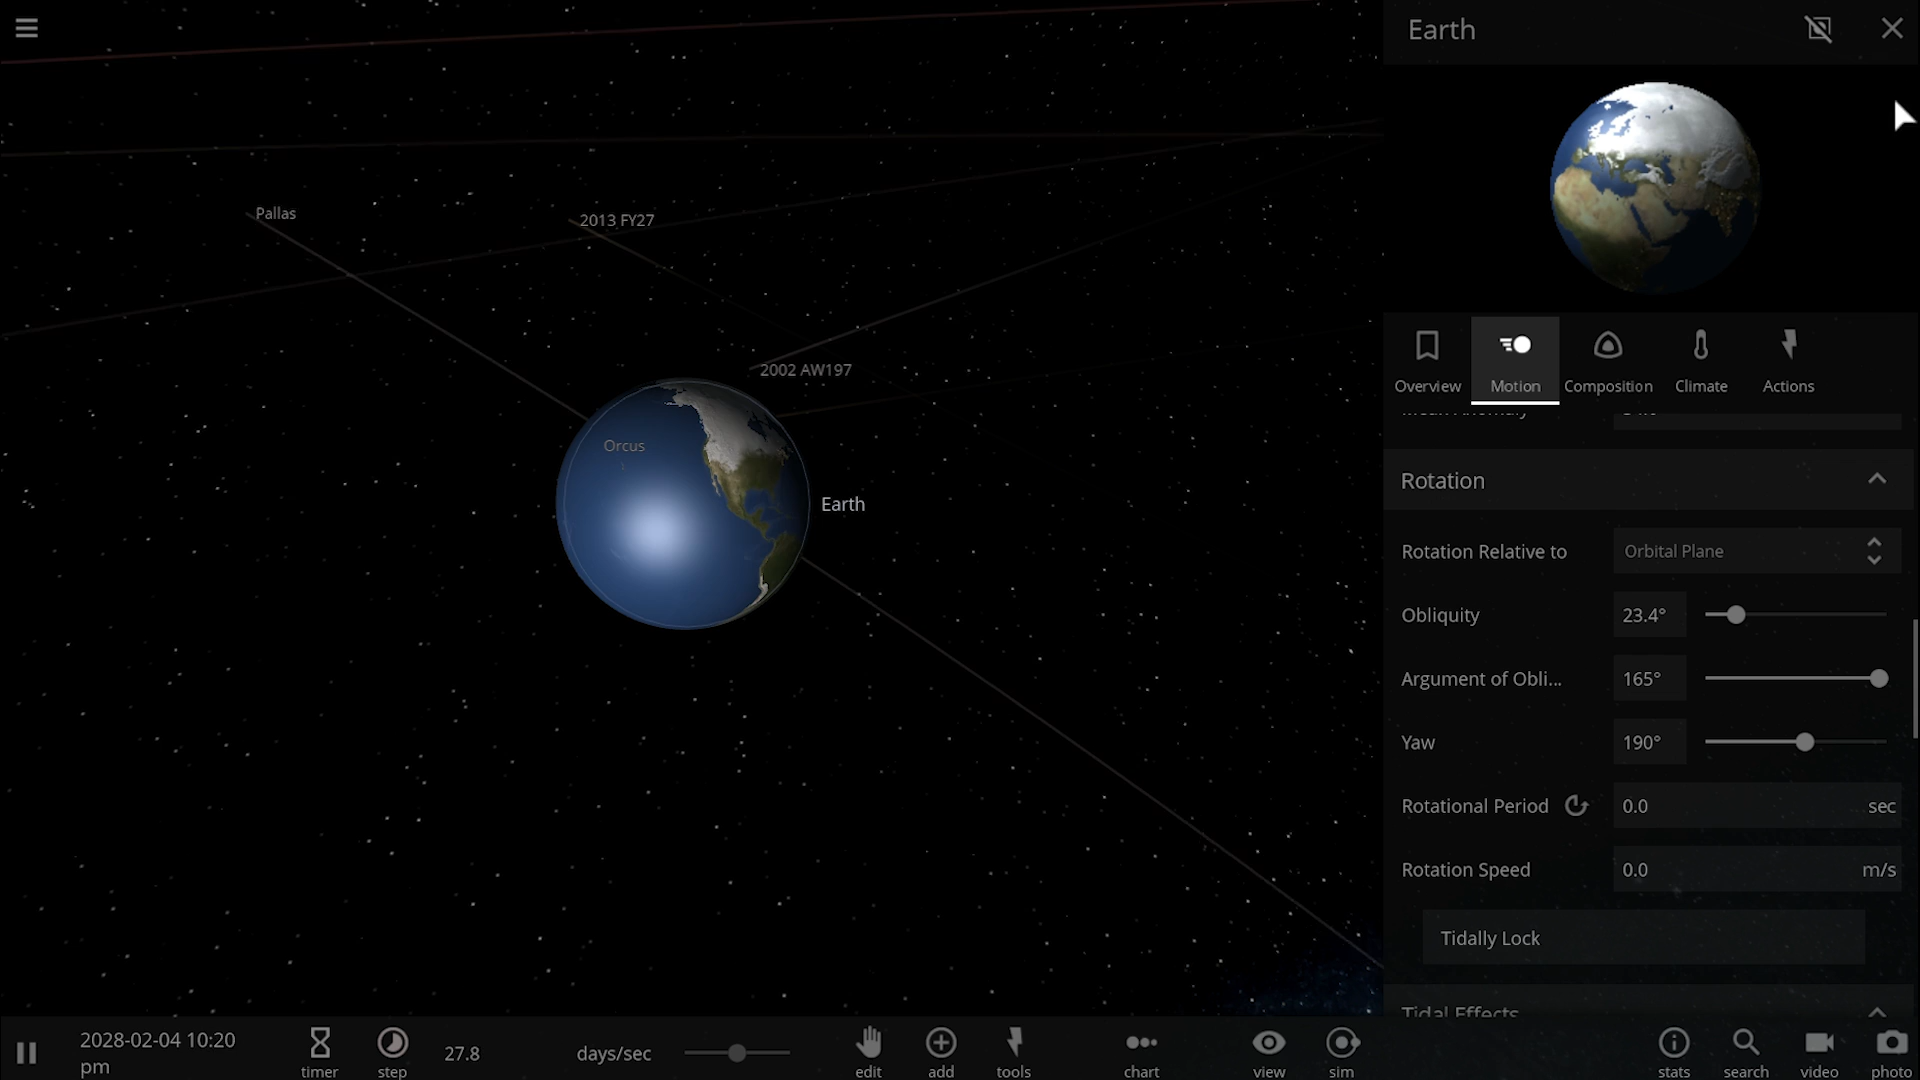 Earth
Pallas
2013 FY27
2002 AW197
Orcus
Earth
Overview
Motion
Composition
Climate
Actions
Mean Anomaly
Rotation
Rotation Relative to
Orbital Plane
Obliquity
23.4°
Argument of Obli...
165°
Yaw
190°
Rotational Period
0.0
sec
Rotation Speed
0.0
m/s
Tidally Lock
Tidal Effects
2028-02-04 10:20
pm
timer
step
27.8
days/sec
edit
add
tools
chart
view
sim
stats
search
video
photo